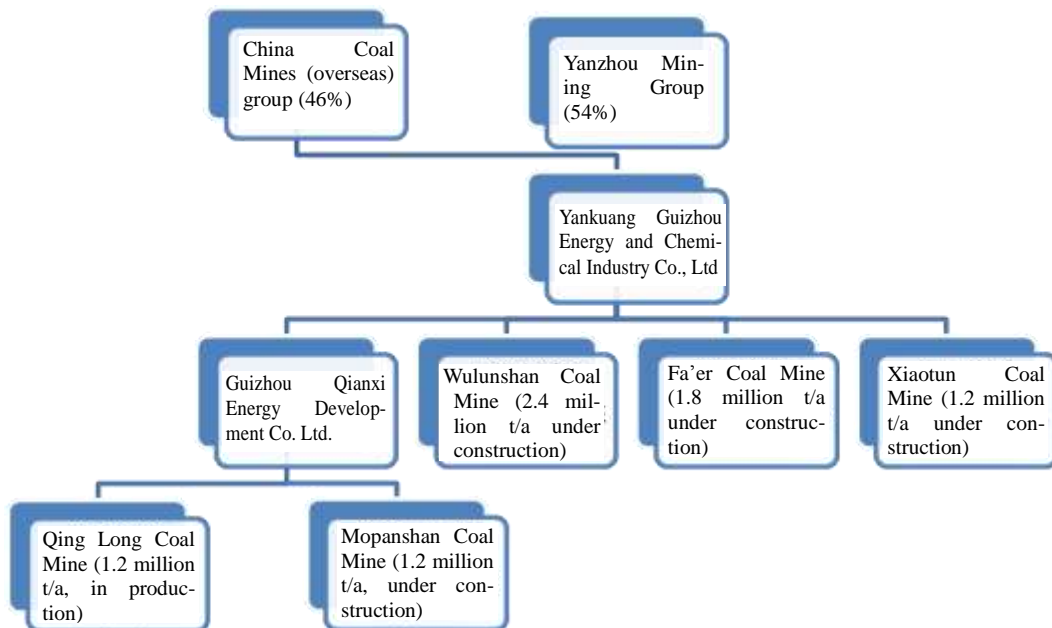 China Coal
Mines (overseas)
group (46%)
Yanzhou Min-
ing Group
(54%)
Yankuang Guizhou
Energy and Chemi-
cal Industry Co., Ltd
Guizhou Qianxi
Energy Develop-
ment Co. Ltd.
Wulunshan Coal
Mine (2.4 mil-
lion t/a under
construction)
Fa’er Coal Mine
(1.8 million t/a
under construc-
tion)
Xiaotun Coal
Mine (1.2 million
t/a under con-
struction)
Qing Long Coal
Mine (1.2 million
t/a, in produc-
tion)
Mopanshan Coal
Mine (1.2 million
t/a, under con-
struction)